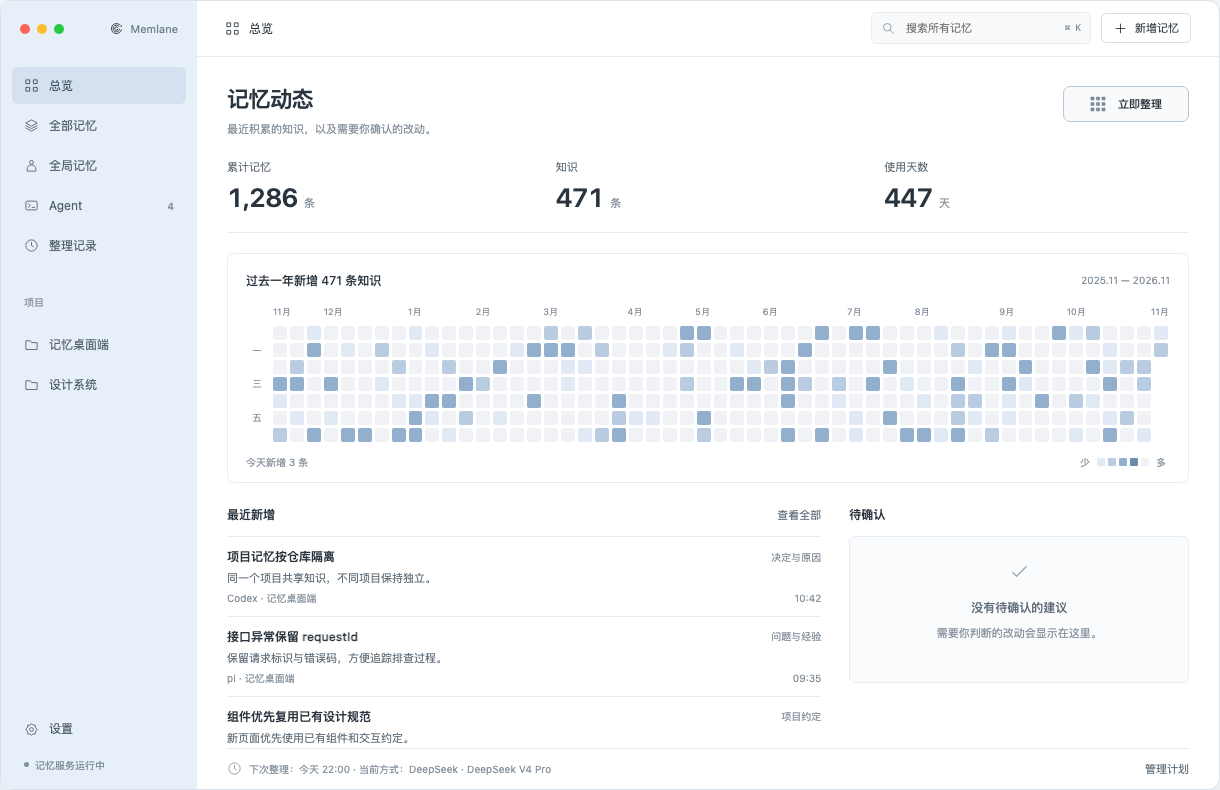 Memlane
总览
全部记忆
全局记忆
Agent 4
整理记录
项目
记忆桌面端
设计系统
设置
记忆服务运行中
总览
搜索所有记忆 ⌘ K
新增记忆
记忆动态
最近积累的知识，以及需要你确认的改动。
立即整理
累计记忆 知识 使用天数
1,286 条 471 条 447 天
过去一年新增 471 条知识 2025.11 — 2026.11
11月 12月 1月 2月 3月 4月 5月 6月 7月 8月 9月 10月 11月
一
三
五
今天新增 3 条 少 多
最近新增 查看全部
项目记忆按仓库隔离 决定与原因
同一个项目共享知识，不同项目保持独立。
Codex · 记忆桌面端 10:42
接口异常保留 requestId 问题与经验
保留请求标识与错误码，方便追踪排查过程。
pi · 记忆桌面端 09:35
组件优先复用已有设计规范 项目约定
新页面优先使用已有组件和交互约定。
待确认
没有待确认的建议
需要你判断的改动会显示在这里。
下次整理：今天 22:00 · 当前方式：DeepSeek · DeepSeek V4 Pro 管理计划